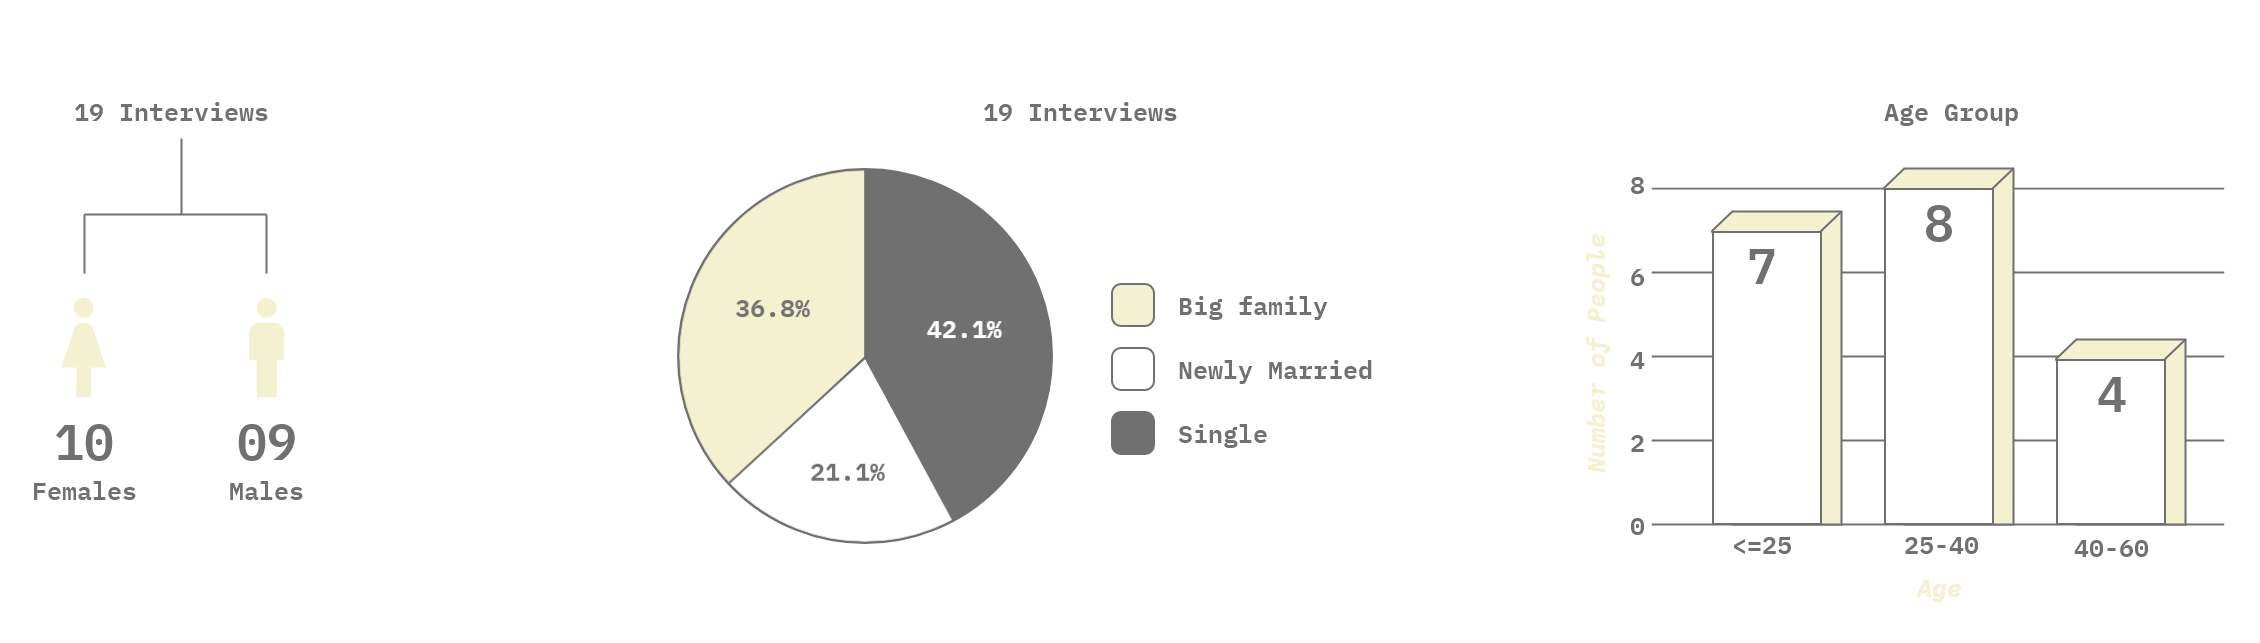 19 Interviews
10
Females
09
Males
19 Interviews
36.8%
42.1%
21.1%
Big family
Newly Married
Single
Age Group
Number of People
8
6
4
2
0
7
8
4
<=25
25-40
40-60
Age